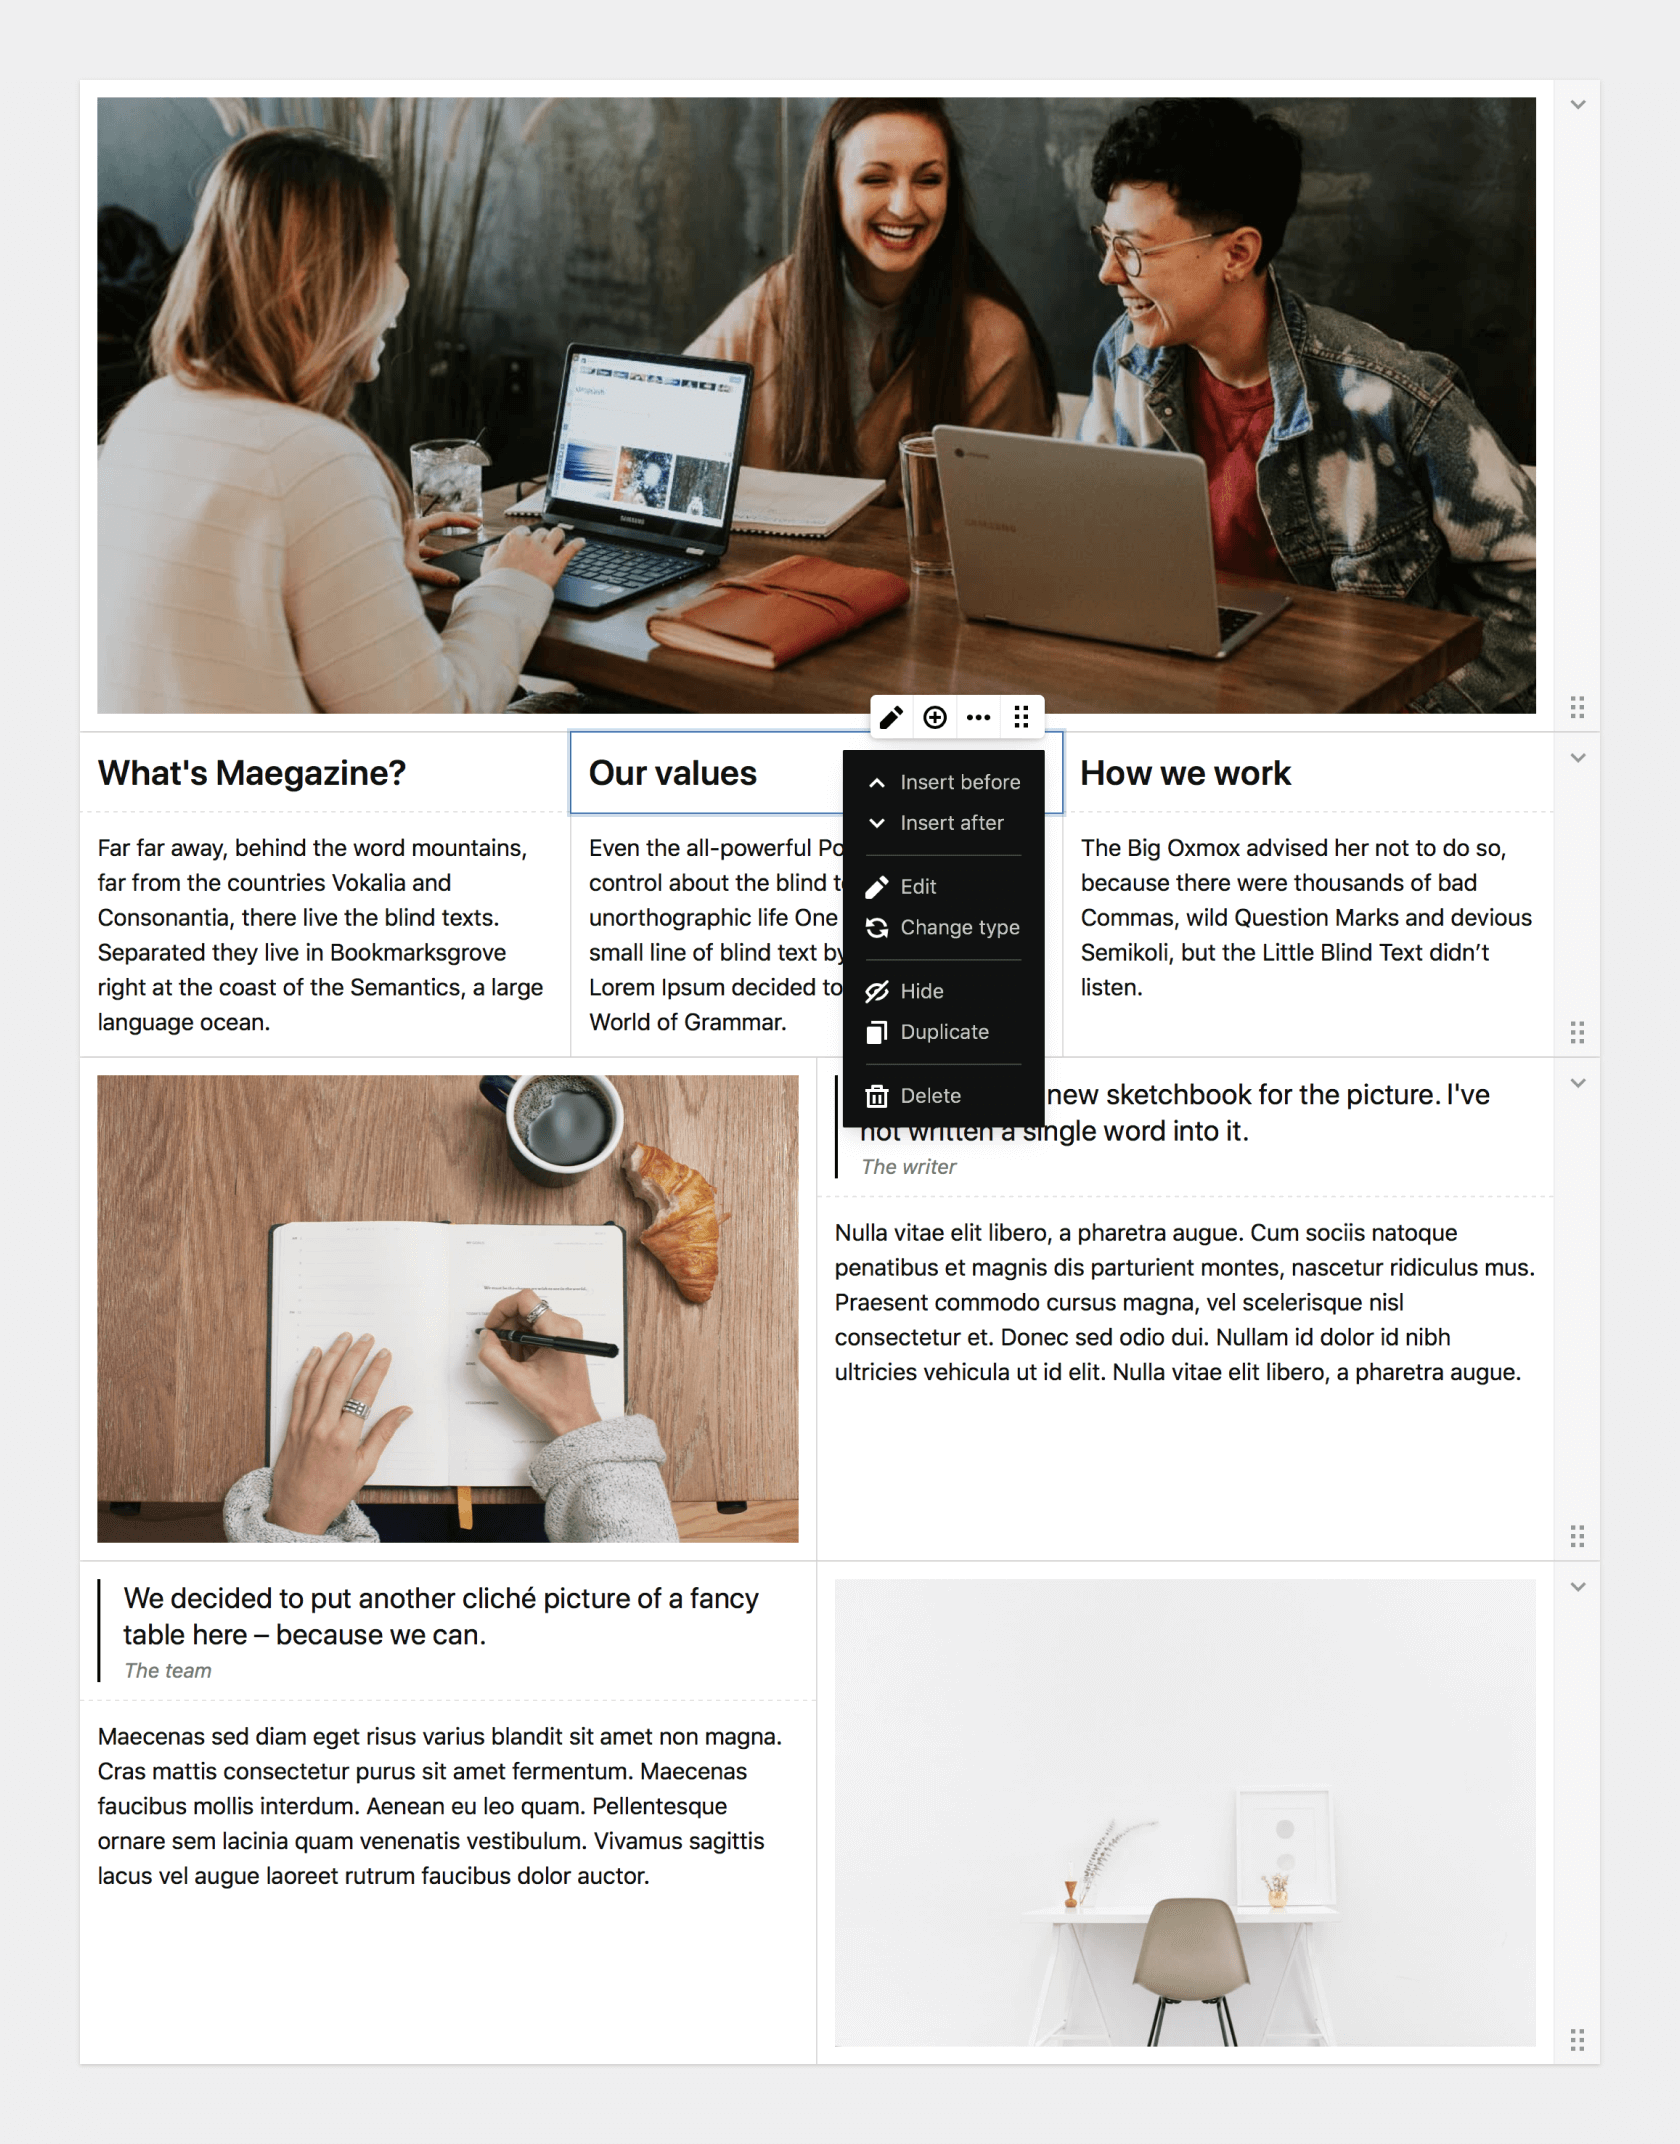 SAMSUNG
SAMSUNG
What's Maegazine?
Far far away, behind the word mountains,
far from the countries Vokalia and
Consonantia, there live the blind texts.
Separated they live in Bookmarksgrove
right at the coast of the Semantics, a large
language ocean.
Our values
Even the all-powerful
control about the blind
unorthographic life One
small line of blind text
Lorem Ipsum decided to
World of Grammar.
Insert before
Insert after
Edit
Change type
Hide
Duplicate
Delete
How we work
The Big Oxmox advised her not to do so,
because there were thousands of bad
Commas, wild Question Marks and devious
Semikoli, but the Little Blind Text didn’t
listen.
new sketchbook for the picture. I've
not written a single word into it.
The writer
Nulla vitae elit libero, a pharetra augue. Cum sociis natoque
penatibus et magnis dis parturient montes, nascetur ridiculus mus.
Praesent commodo cursus magna, vel scelerisque nisl
consectetur et. Donec sed odio dui. Nullam id dolor id nibh
ultricies vehicula ut id elit. Nulla vitae elit libero, a pharetra augue.
We decided to put another cliché picture of a fancy
table here – because we can.
The team
Maecenas sed diam eget risus varius blandit sit amet non magna.
Cras mattis consectetur purus sit amet fermentum. Maecenas
faucibus mollis interdum. Aenean eu leo quam. Pellentesque
ornare sem lacinia quam venenatis vestibulum. Vivamus sagittis
lacus vel augue laoreet rutrum faucibus dolor auctor.